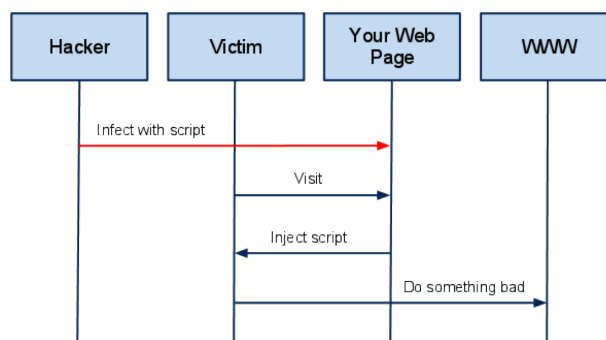 Hacker
Victim
Your Web
Page
WWW
Infect with script
Visit
Inject script
Do something bad